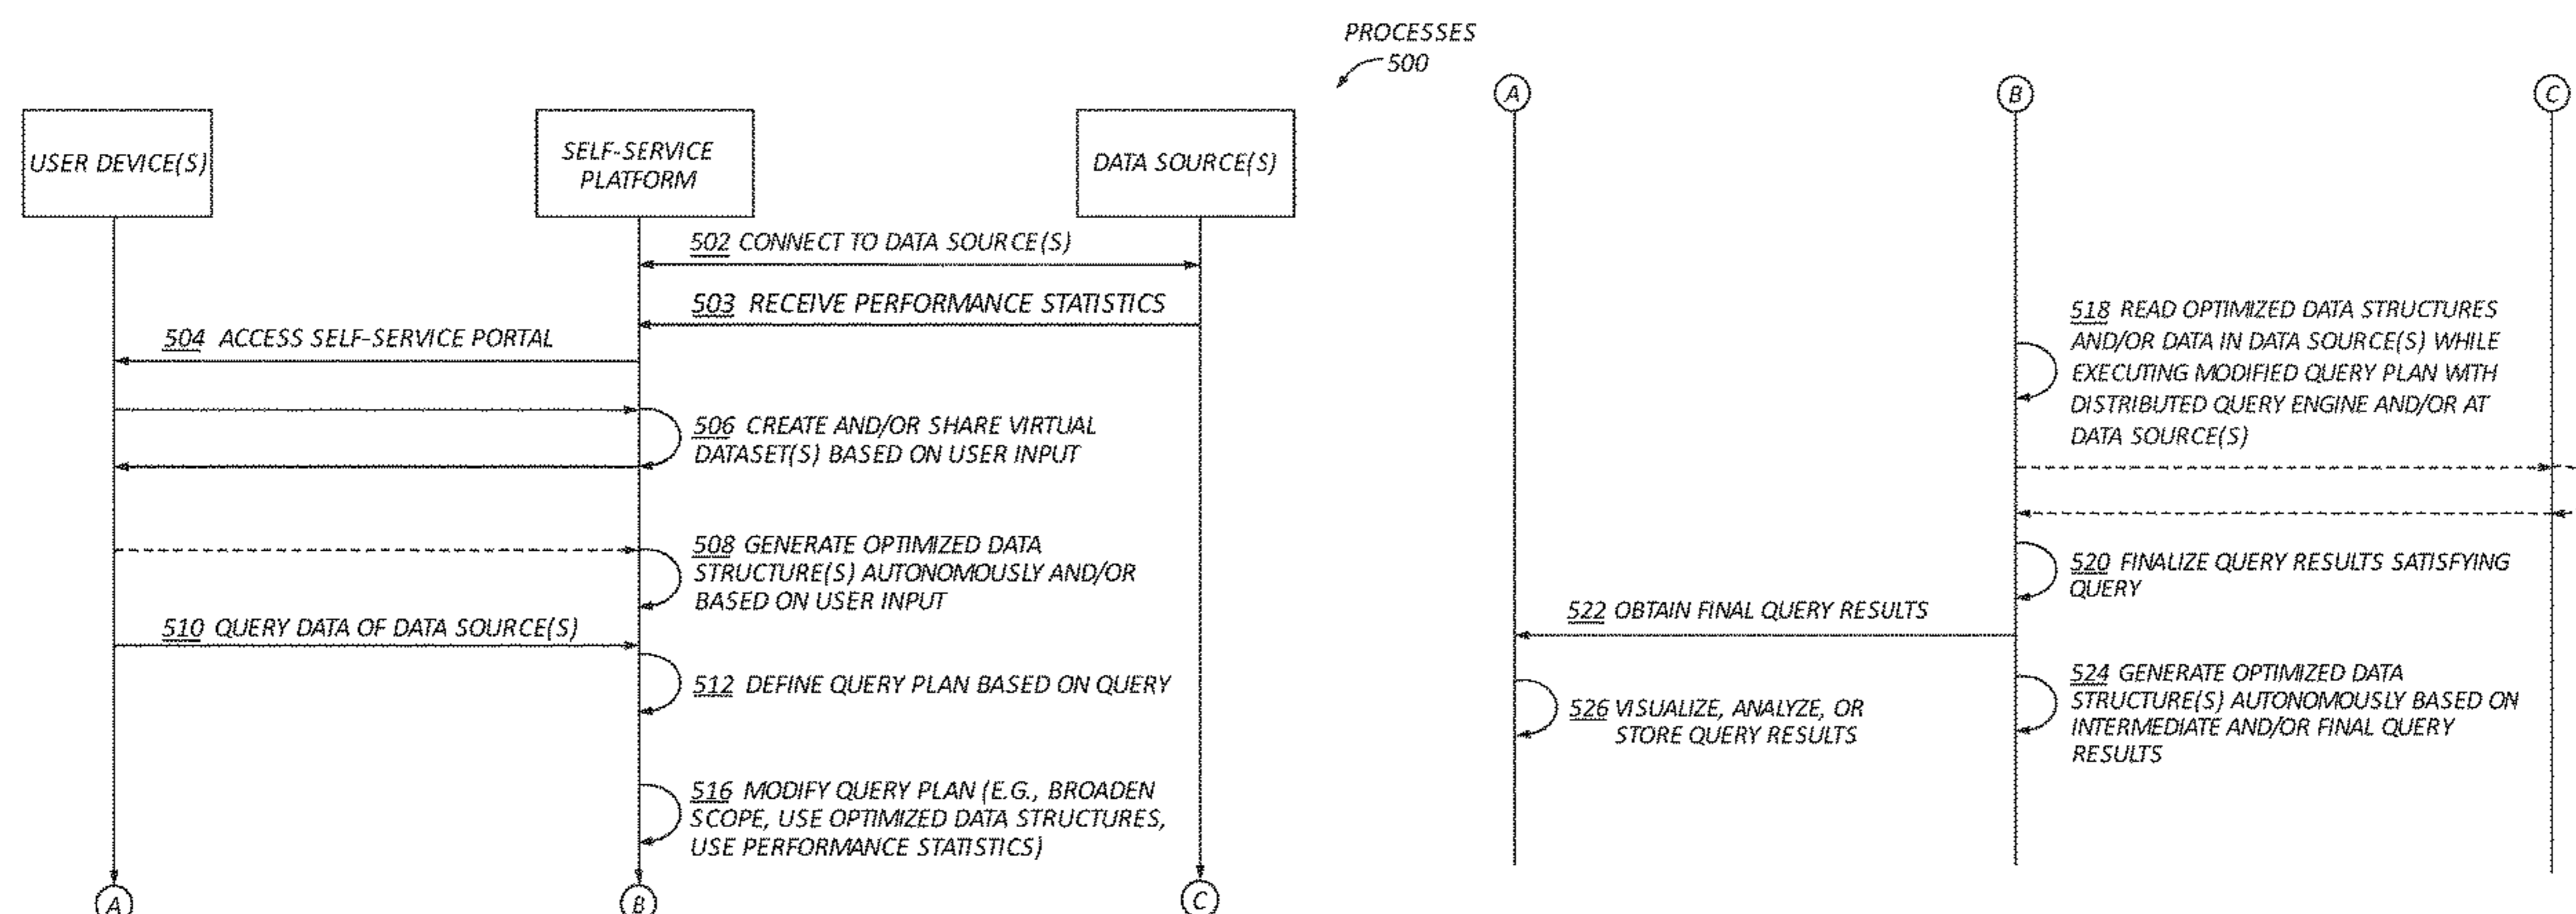 PROCESSES
500
USER DEVICE(S)
SELF-SERVICE
PLATFORM
DATA SOURCE(S)
502 CONNECT TO DATA SOURCE(S)
503 RECEIVE PERFORMANCE STATISTICS
504 ACCESS SELF-SERVICE PORTAL
506 CREATE AND/OR SHARE VIRTUAL
DATASET(S) BASED ON USER INPUT
508 GENERATE OPTIMIZED DATA
STRUCTURE(S) AUTONOMOUSLY AND/OR
BASED ON USER INPUT
510 QUERY DATA OF DATA SOURCE(S)
512 DEFINE QUERY PLAN BASED ON QUERY
516 MODIFY QUERY PLAN (E.G., BROADEN
SCOPE, USE OPTIMIZED DATA STRUCTURES,
USE PERFORMANCE STATISTICS)
A
B
C
A
B
C
518 READ OPTIMIZED DATA STRUCTURES
AND/OR DATA IN DATA SOURCE(S) WHILE
EXECUTING MODIFIED QUERY PLAN WITH
DISTRIBUTED QUERY ENGINE AND/OR AT
DATA SOURCE(S)
520 FINALIZE QUERY RESULTS SATISFYING
QUERY
522 OBTAIN FINAL QUERY RESULTS
524 GENERATE OPTIMIZED DATA
STRUCTURE(S) AUTONOMOUSLY BASED ON
INTERMEDIATE AND/OR FINAL QUERY
RESULTS
526 VISUALIZE, ANALYZE, OR
STORE QUERY RESULTS